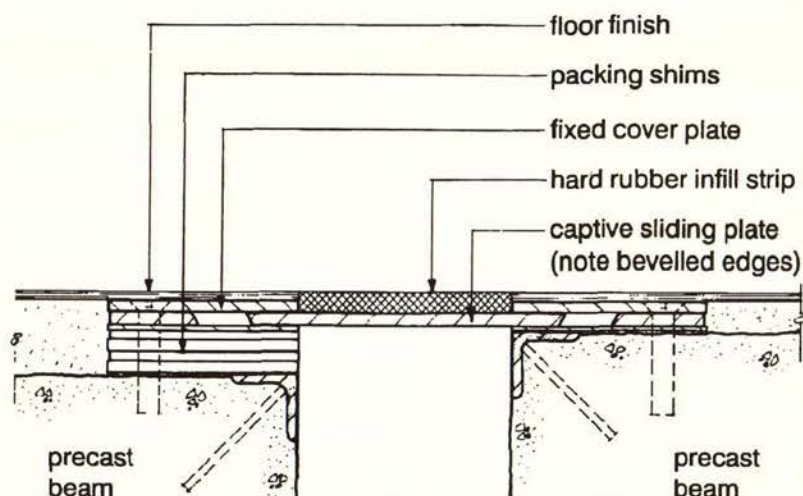 floor finish
packing shims
fixed cover plate
hard rubber infill strip
captive sliding plate
(note bevelled edges)
precast
beam
precast
beam